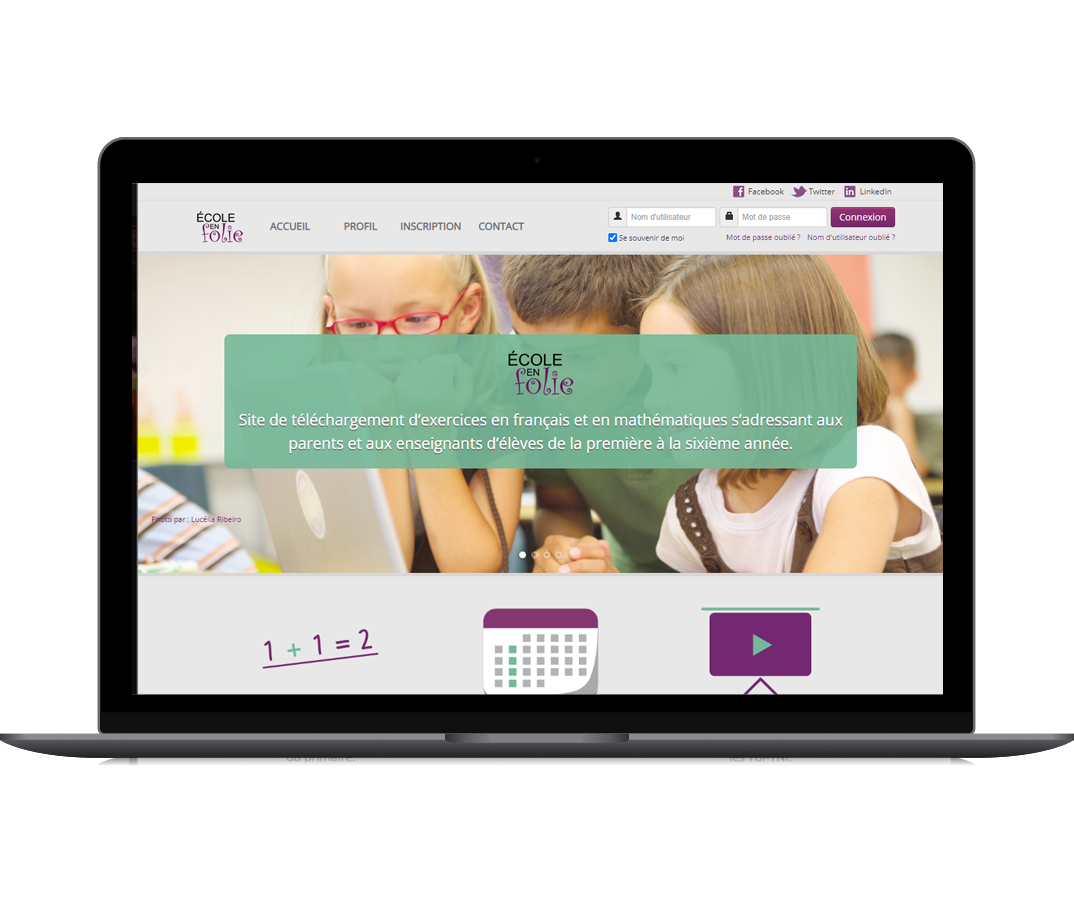 Facebook Twitter LinkedIn
ÉCOLE
EN
folie
ACCUEIL PROFIL INSCRIPTION CONTACT
Nom d'utilisateur Mot de passe Connexion
Se souvenir de moi Mot de passe oublié ? Nom d'utilisateur oublié ?
ÉCOLE
EN
folie
Site de téléchargement d'exercices en français et en mathématiques s'adressant aux
parents et aux enseignants d'élèves de la première à la sixième année.
Photo par : Lucélia Ribeiro
1 + 1 = 2
du primaire. les TBI-TNI.